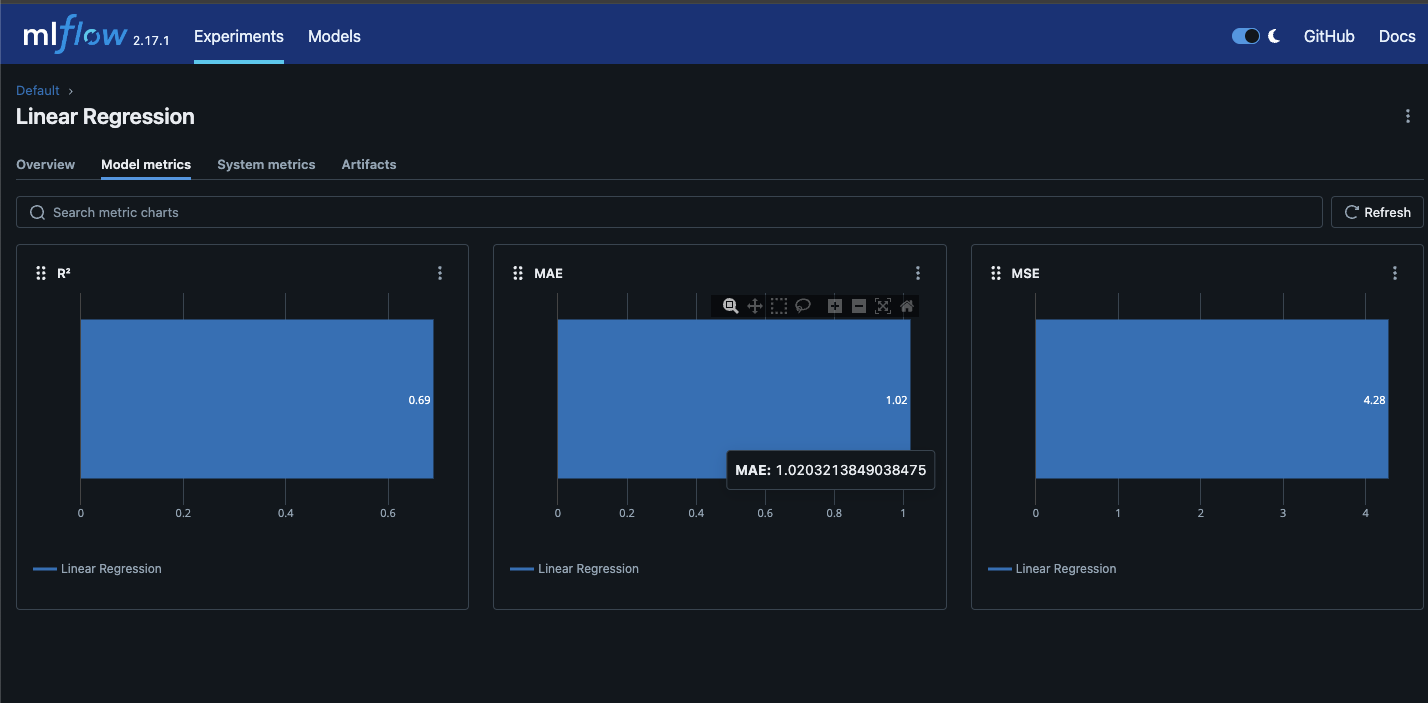 mlflow 2.17.1 Experiments Models GitHub Docs
Default ›
Linear Regression
Overview Model metrics System metrics Artifacts
Search metric charts Refresh
R²
0.69
0 0.2 0.4 0.6
Linear Regression
MAE
1.02
MAE: 1.0203213849038475
0 0.2 0.4 0.6 0.8 1
Linear Regression
MSE
4.28
0 1 2 3 4
Linear Regression